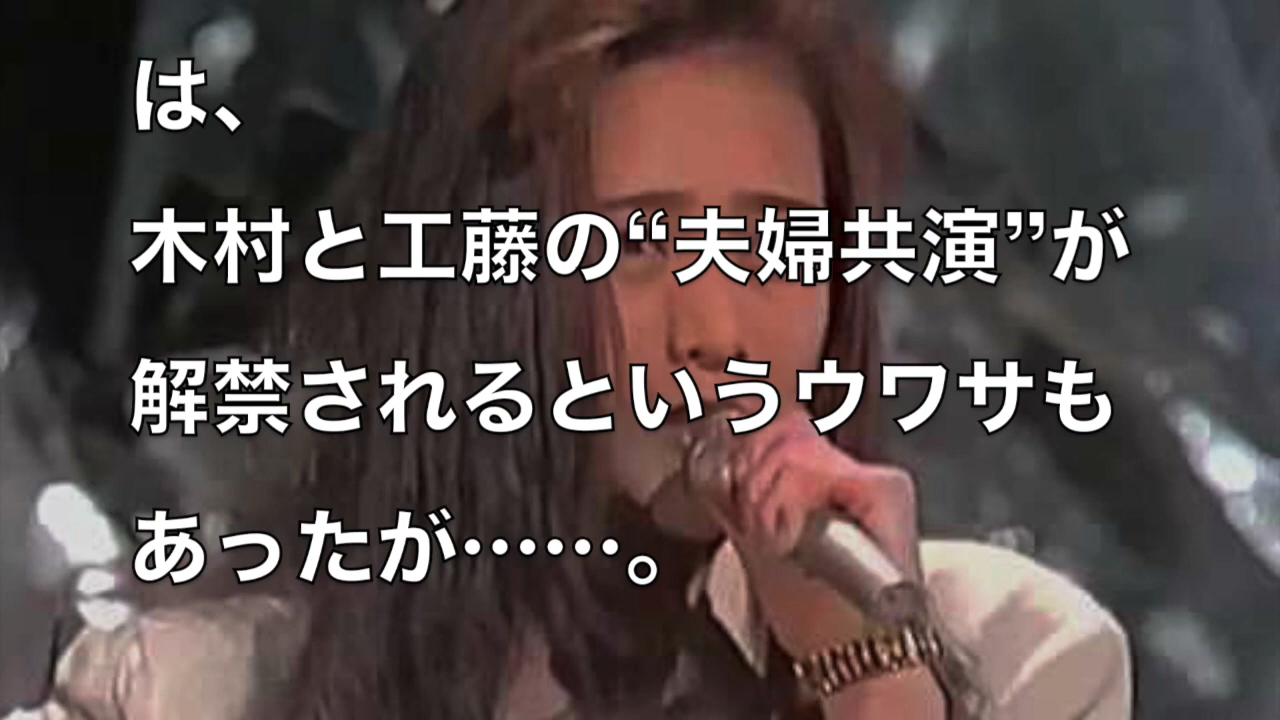 は、
木村と工藤の“夫婦共演”が
解禁されるというウワサも
あったが……。